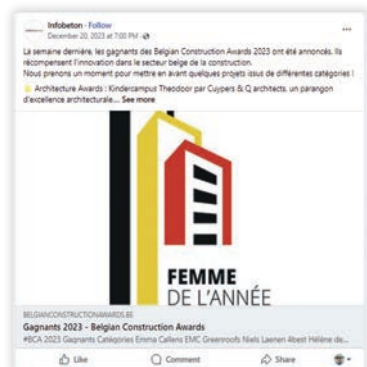 Infobeton · Follow
December 20, 2023 at 7:00 PM ·
La semaine dernière, les gagnants des Belgian Construction Awards 2023 ont été annoncés. Ils
récompensent l'innovation dans le secteur belge de la construction.
Nous prenons un moment pour mettre en avant quelques projets issus de différentes catégories !
Architecture Awards : Kindercampus Theodoor par Cuypers & Q architects, un parangon
d'excellence architecturale... See more
FEMME
DE L'ANNÉE
BELGIANCONSTRUCTIONAWARDS.BE
Gagnants 2023 - Belgian Construction Awards
#BCA 2023 Gagnants Catégories Emma Callens EMC Greenroofs Niels Laenen 4best Hélène de...
Like Comment Share